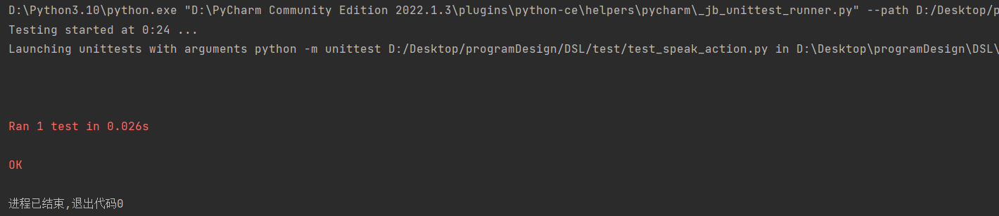 D:\Python3.10\python.exe "D:\PyCharm Community Edition 2022.1.3\plugins\python-ce\helpers\pycharm\_jb_unittest_runner.py" --path D:/Desktop/p
Testing started at 0:24 ...
Launching unittests with arguments python -m unittest D:/Desktop/programDesign/DSL/test/test_speak_action.py in D:\Desktop\programDesign\DSL\
Ran 1 test in 0.026s
OK
进程已结束,退出代码0